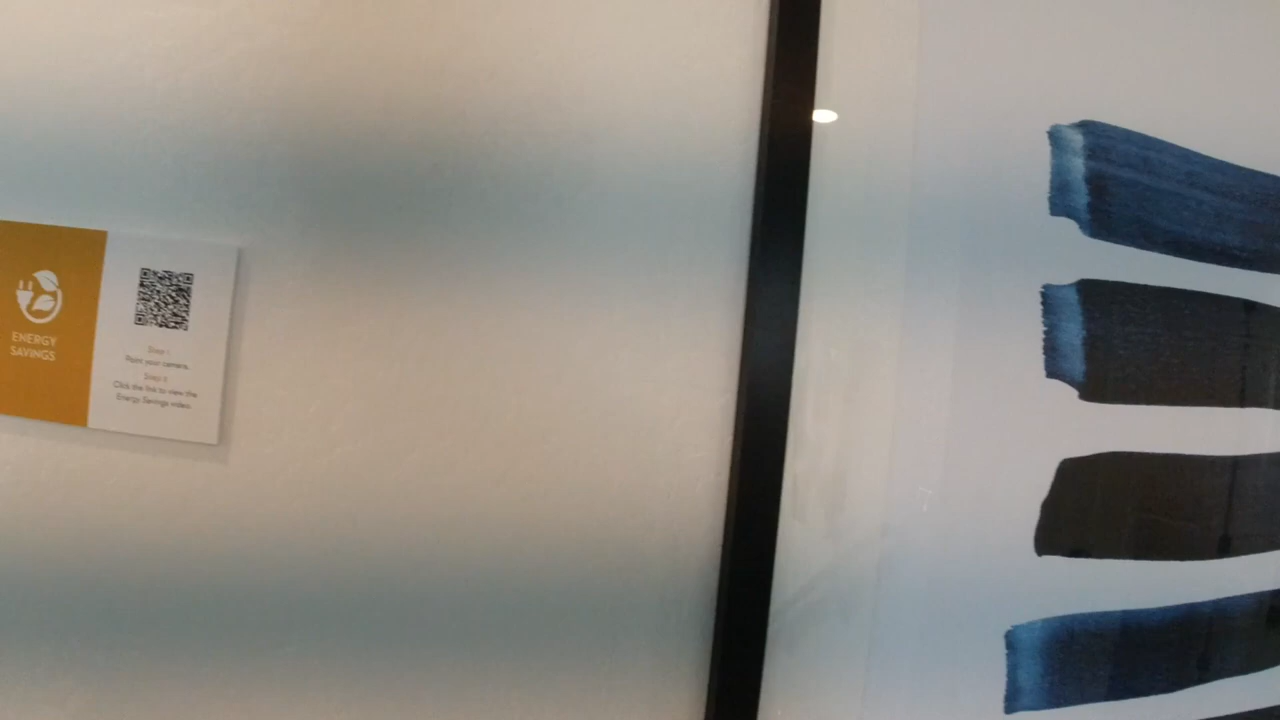 ENERGY
SAVINGS
Step 1
Point your camera.
Step 2
Click the link to view the
Energy Savings video.